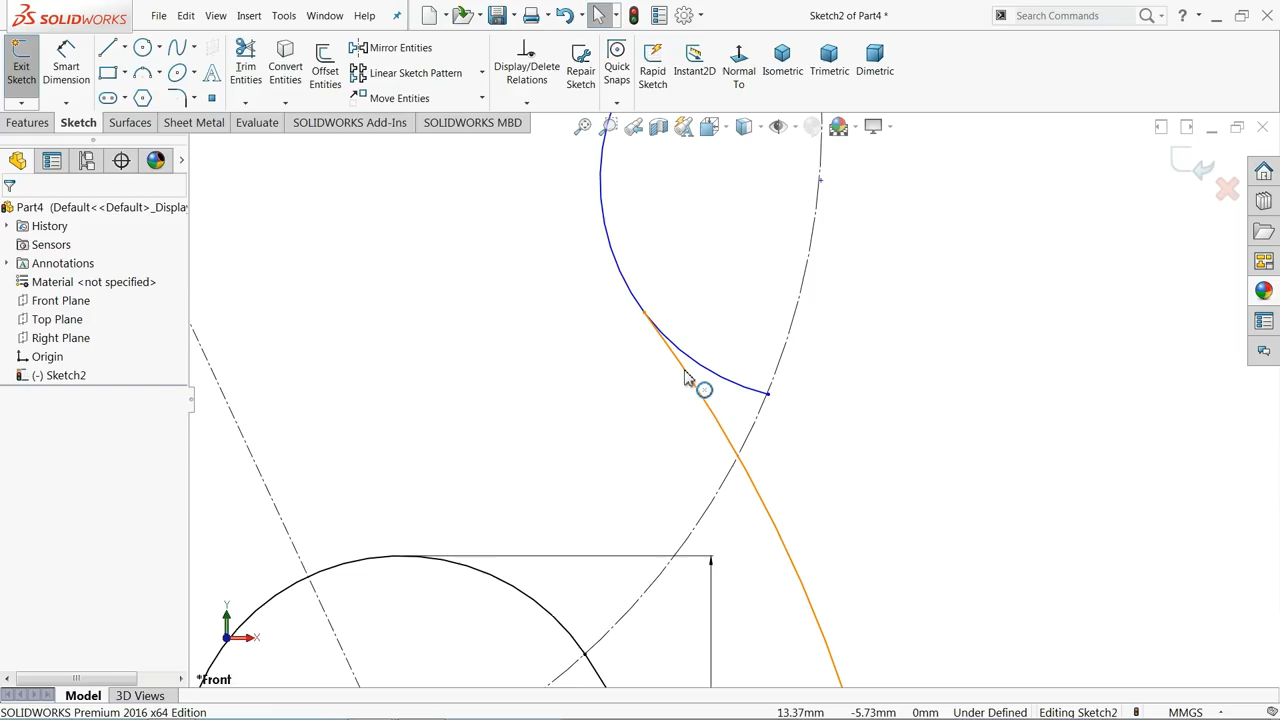 SOLIDWORKS File Edit View Insert Tools Window Help Sketch2 of Part4 * Search Commands ?
Exit Sketch
Smart Dimension
Trim Entities
Convert Entities
Offset Entities
Mirror Entities
Linear Sketch Pattern
Move Entities
Display/Delete Relations
Repair Sketch
Quick Snaps
Rapid Sketch
Instant2D
Normal To
Isometric
Trimetric
Dimetric
Features Sketch Surfaces Sheet Metal Evaluate SOLIDWORKS Add-Ins SOLIDWORKS MBD
Part4 (Default<<Default>_Display
History
Sensors
Annotations
Material <not specified>
Front Plane
Top Plane
Right Plane
Origin
(-) Sketch2
Y
X
*Front
Model 3D Views
SOLIDWORKS Premium 2016 x64 Edition 13.37mm -5.73mm 0mm Under Defined Editing Sketch2 MMGS